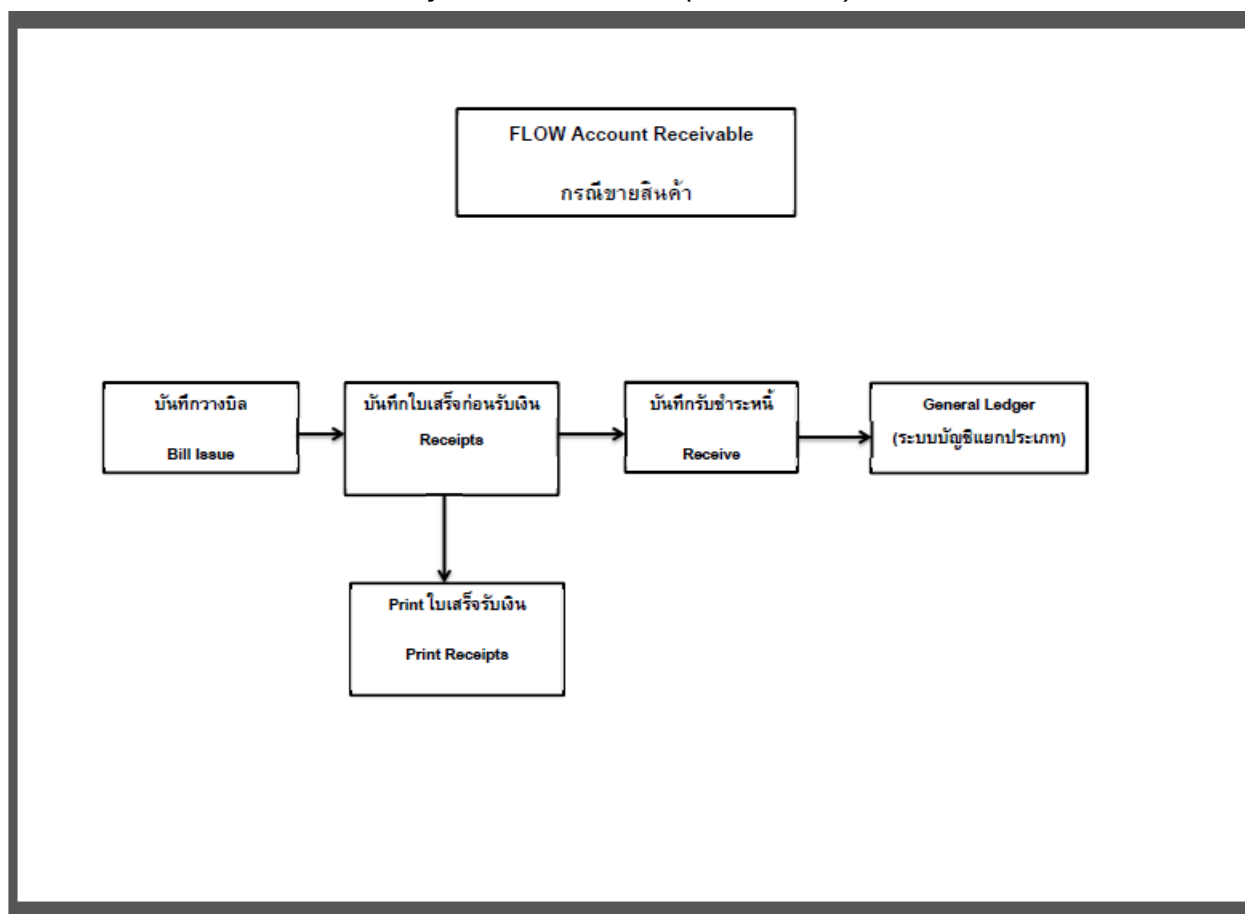 FLOW Account Receivable
กรณีขายสินค้า
บันทึกวางบิล
Bill Issue
บันทึกใบเสร็จก่อนรับเงิน
Receipts
บันทึกรับชำระหนี้
Receive
General Ledger
(ระบบบัญชีแยกประเภท)
Print ใบเสร็จรับเงิน
Print Receipts